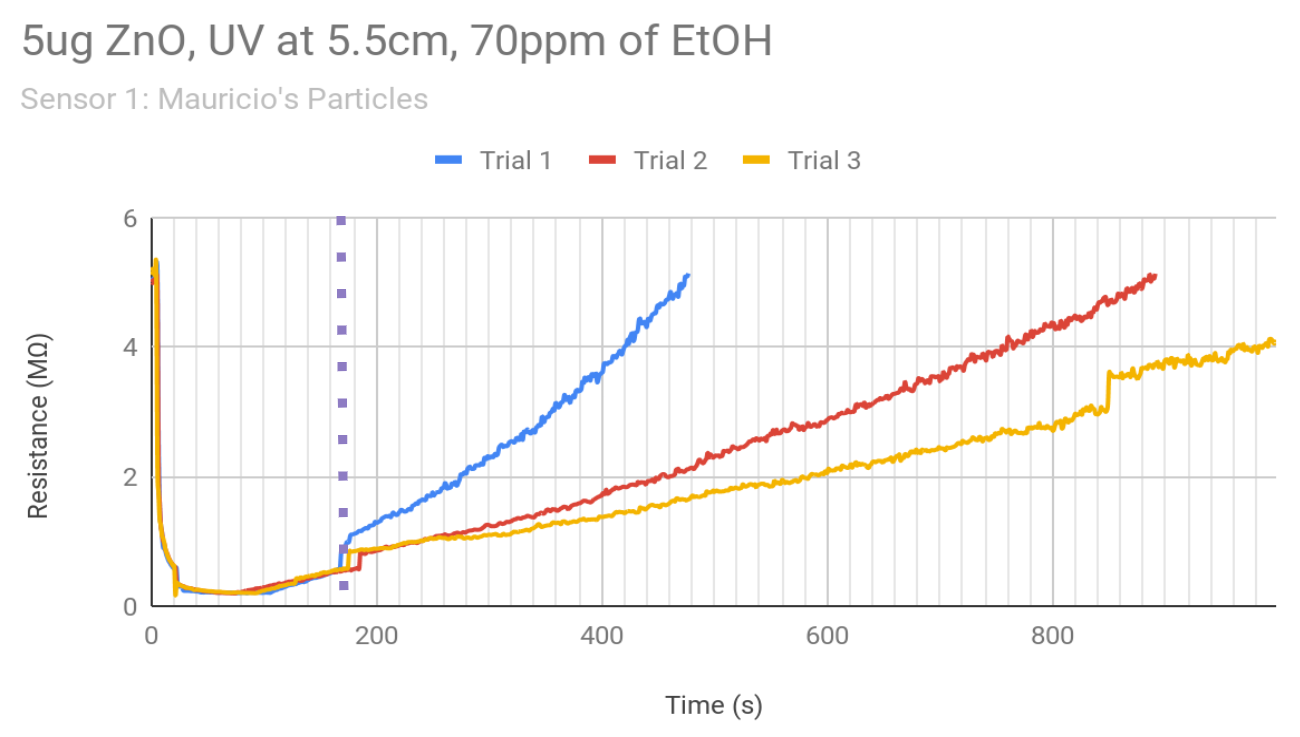 5ug ZnO, UV at 5.5cm, 70ppm of EtOH
Sensor 1: Mauricio's Particles
Trial 1 Trial 2 Trial 3
6
4
2
0
Resistance (MΩ)
0 200 400 600 800
Time (s)